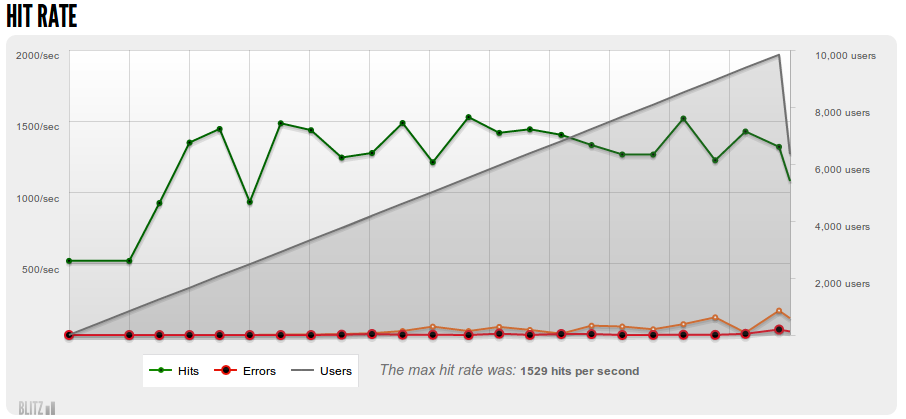 HIT RATE
2000/sec
1500/sec
1000/sec
500/sec
10,000 users
8,000 users
6,000 users
4,000 users
2,000 users
Hits Errors Users
The max hit rate was: 1529 hits per second
BLITZ